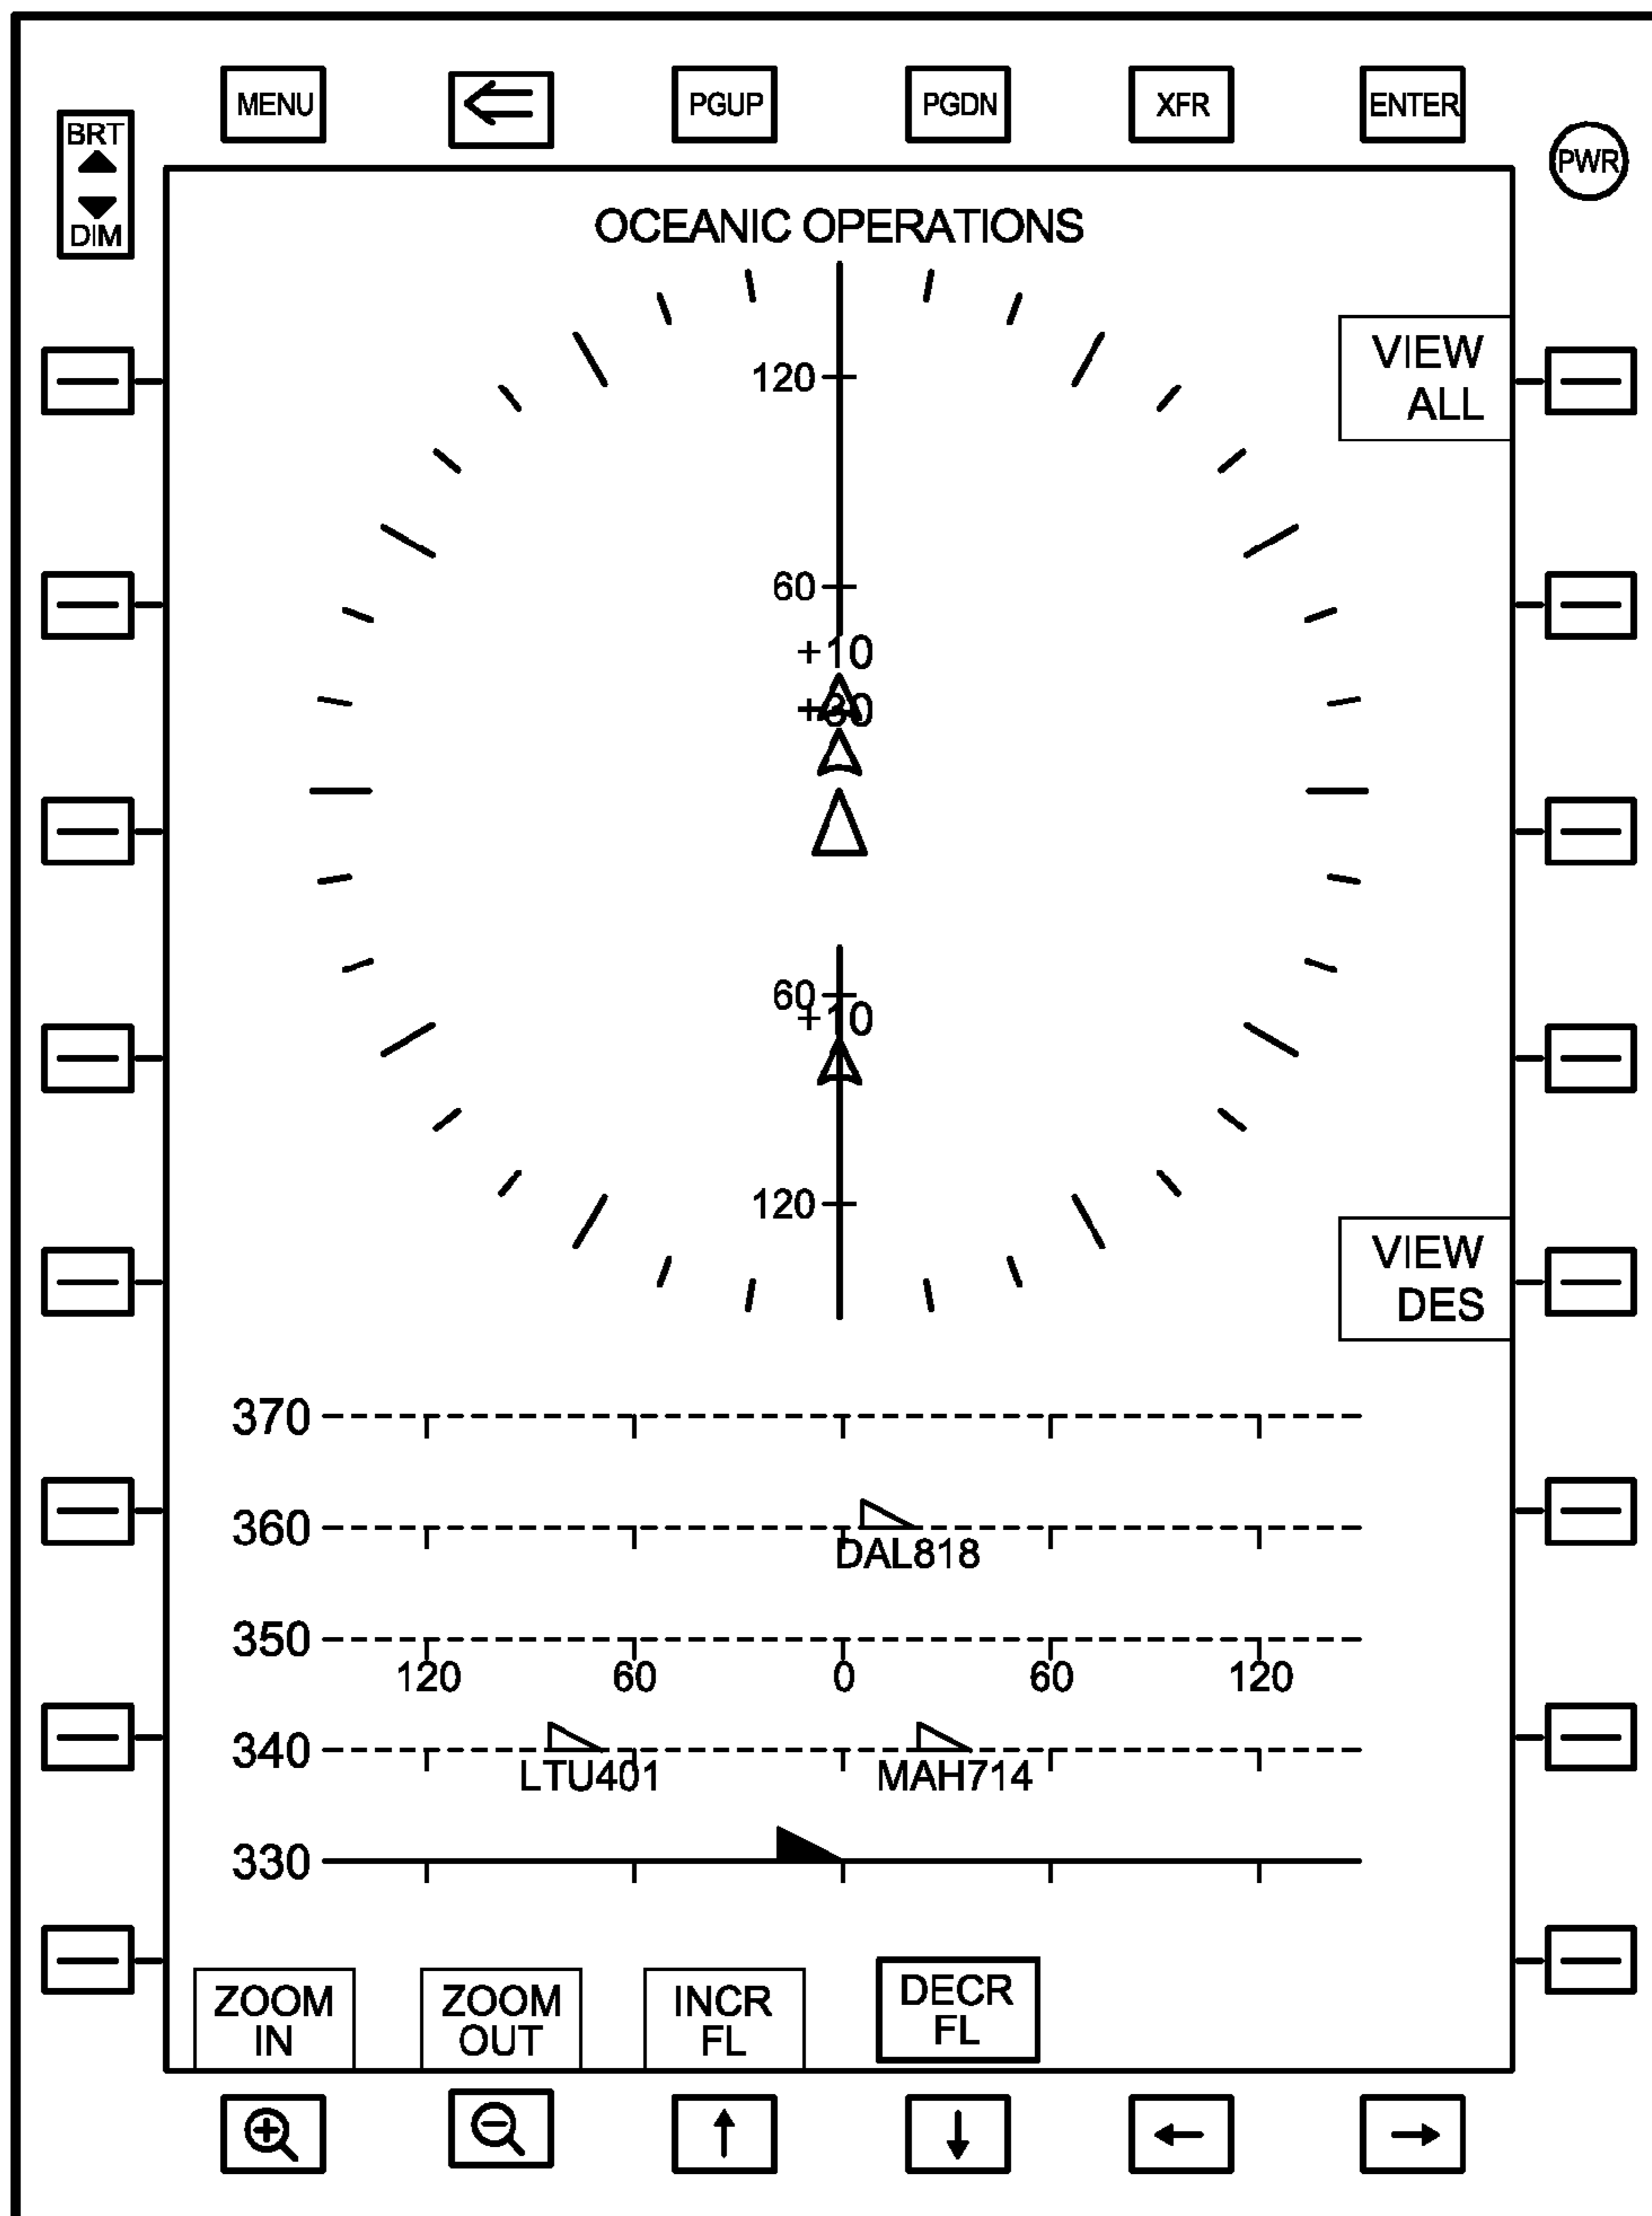 MENU
PGUP
PGDN
XFR
ENTER
BRT
DIM
PWR
OCEANIC OPERATIONS
120
VIEW
ALL
60
+10
+30
60
+10
120
VIEW
DES
370
360
DAL818
350
120 60 0 60 120
340
LTU401 MAH714
330
ZOOM
IN
ZOOM
OUT
INCR
FL
DECR
FL